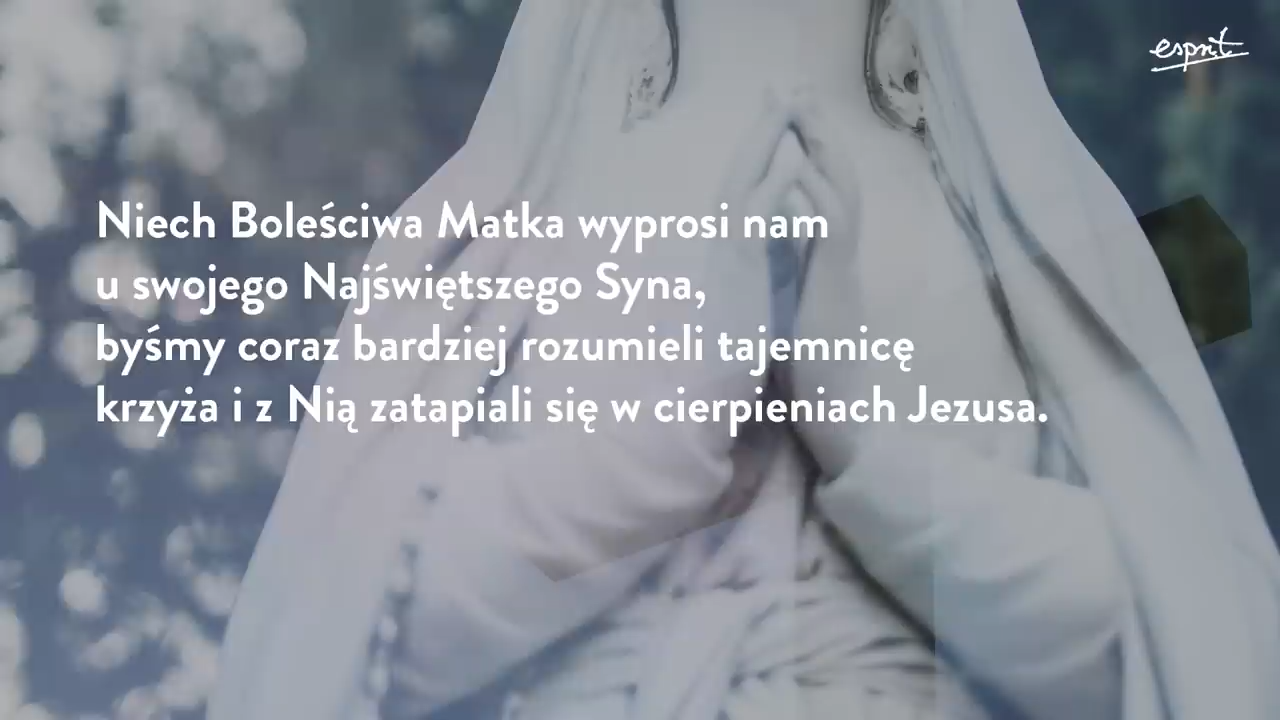 esprit
Niech Boleściwa Matka wyprosi nam
u swojego Najświętszego Syna,
byśmy coraz bardziej rozumieli tajemnicę
krzyża i z Nią zatapiali się w cierpieniach Jezusa.